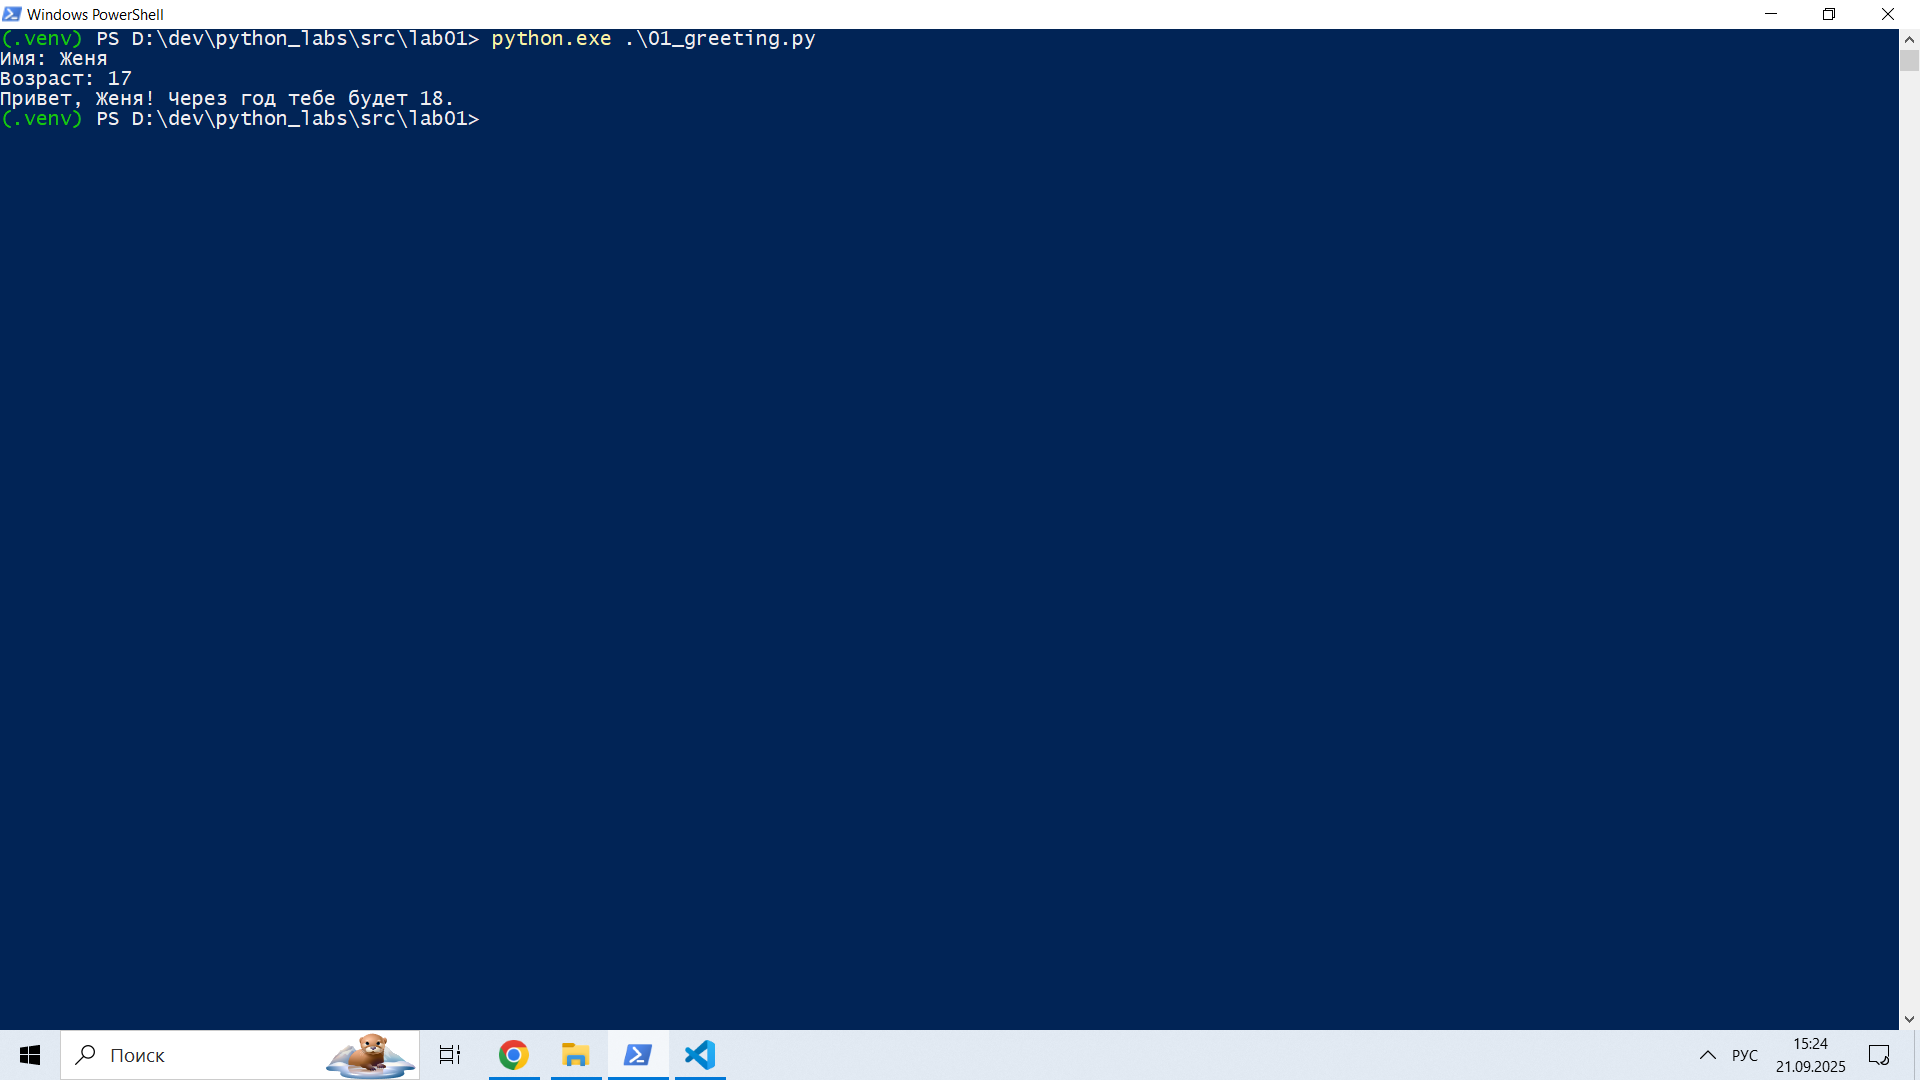 Windows PowerShell
(.venv) PS D:\dev\python_labs\src\lab01> python.exe .\01_greeting.py
Имя: Женя
Возраст: 17
Привет, Женя! Через год тебе будет 18.
(.venv) PS D:\dev\python_labs\src\lab01>
Поиск
РУС
15:24
21.09.2025